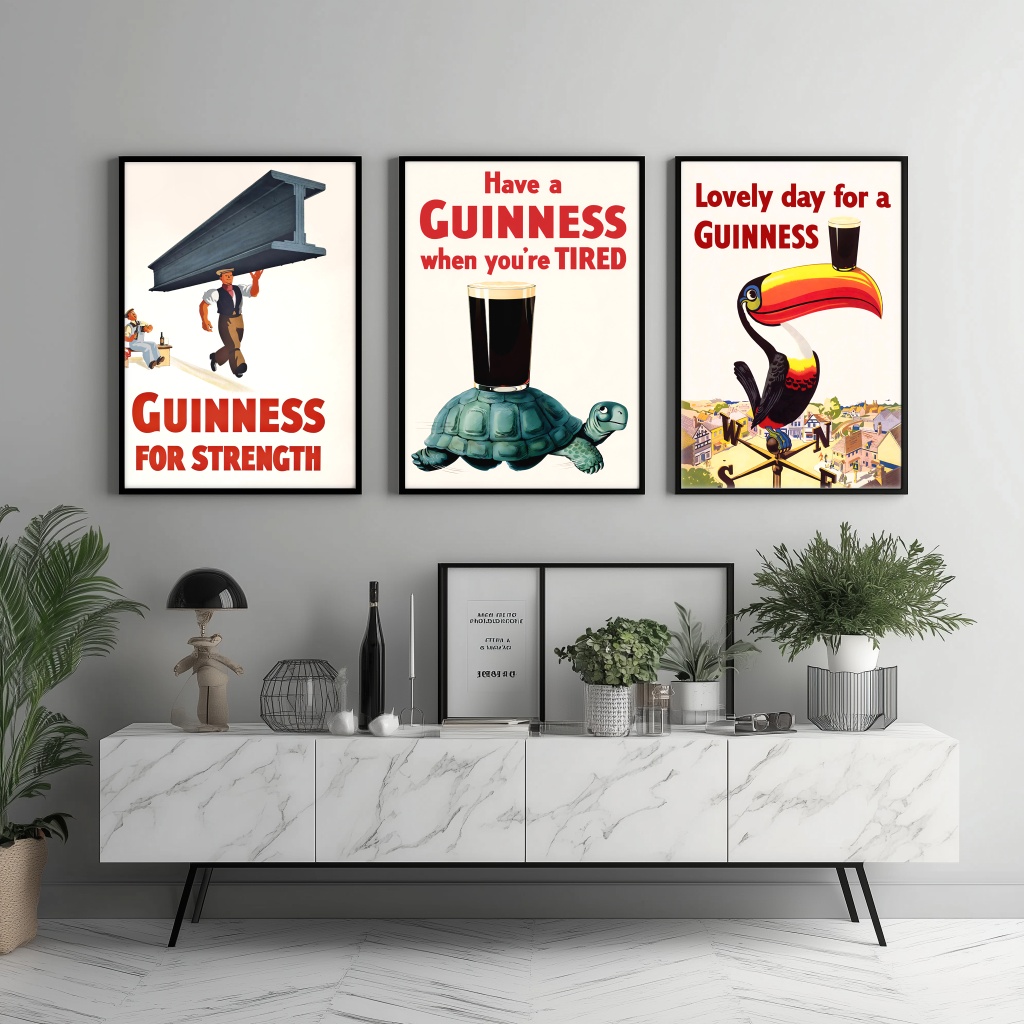 GUINNESS
FOR STRENGTH
Have a
GUINNESS
when you're TIRED
Lovely day for a
GUINNESS
W N
S E